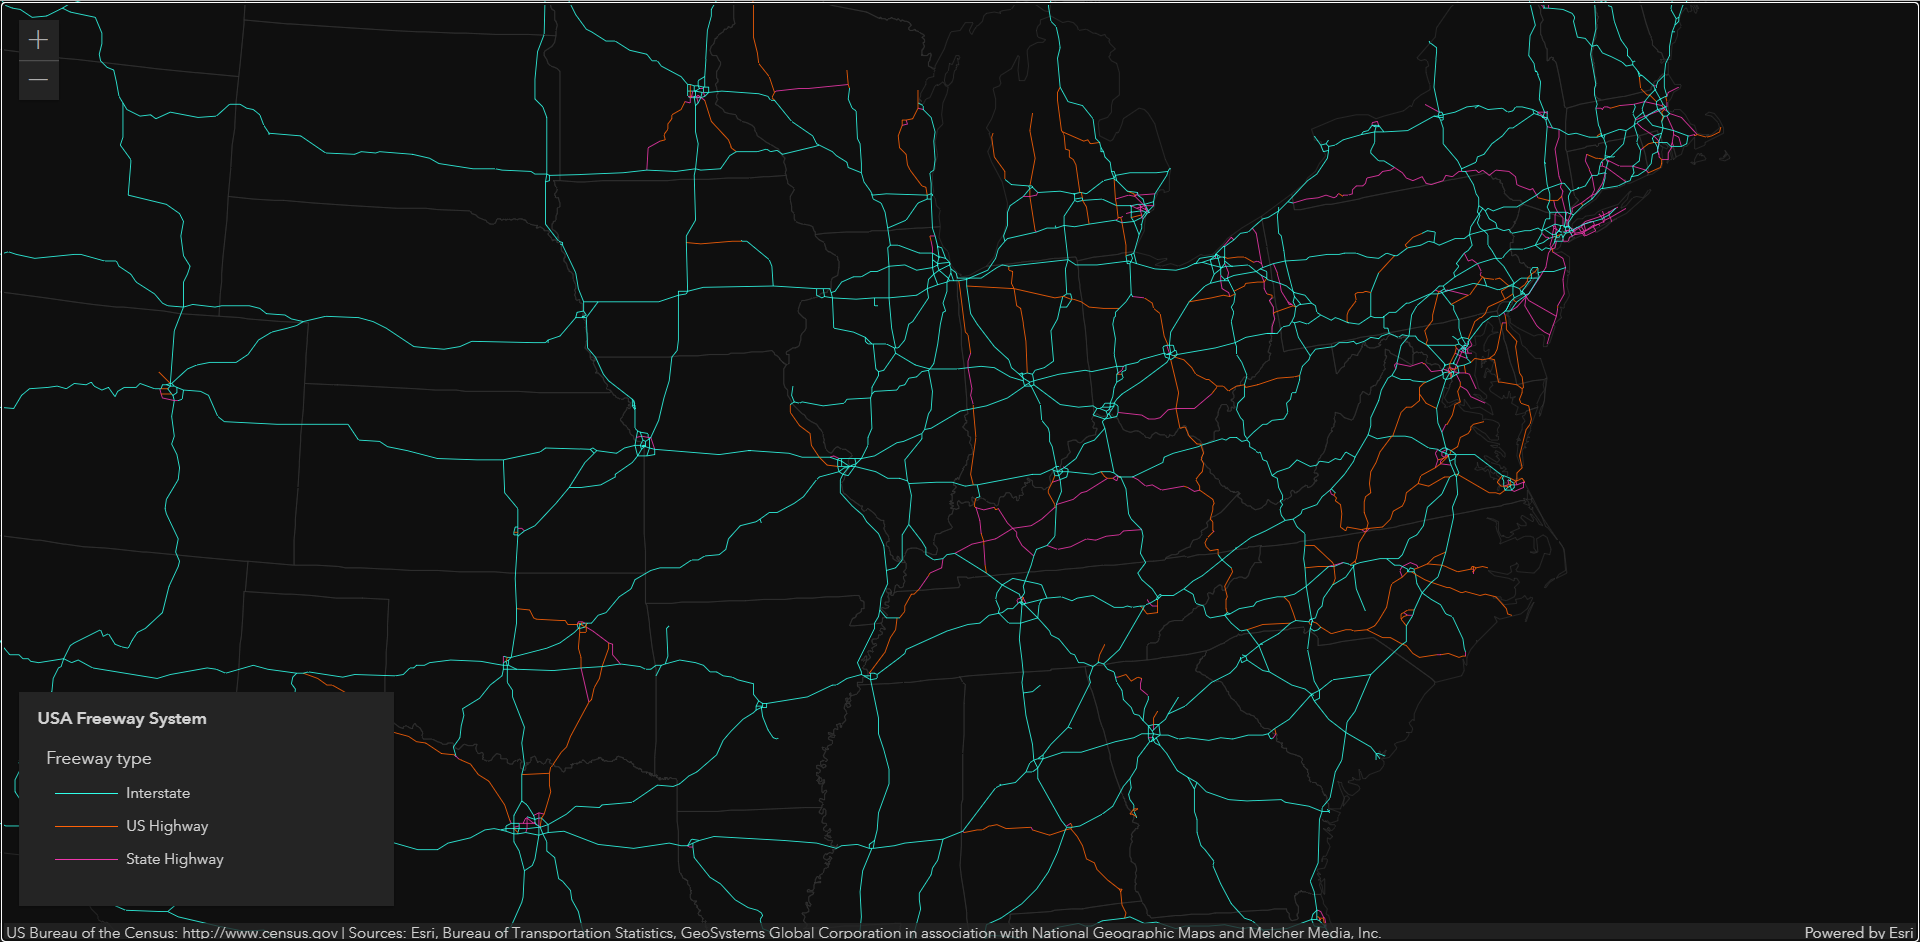 +
−
USA Freeway System
Freeway type
Interstate
US Highway
State Highway
US Bureau of the Census: http://www.census.gov | Sources: Esri, Bureau of Transportation Statistics, GeoSystems Global Corporation in association with National Geographic Maps and Melcher Media, Inc.
Powered by Esri